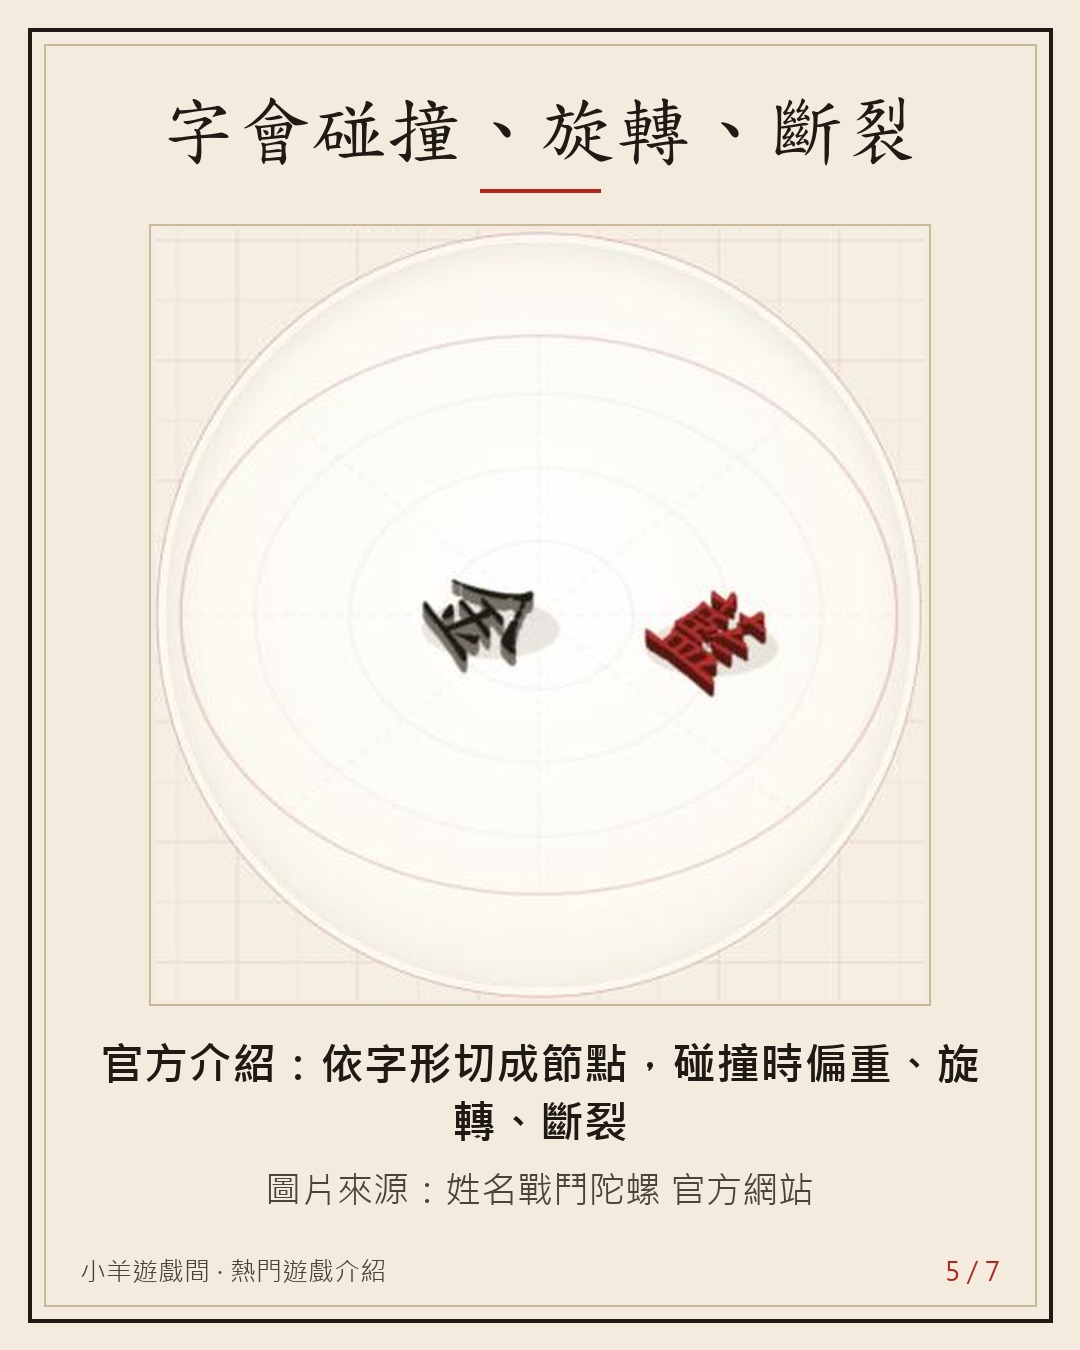 字會碰撞、旋轉、斷裂
金
官方介紹：依字形切成節點，碰撞時偏重、旋
轉、斷裂
圖片來源：姓名戰鬥陀螺 官方網站
小羊遊戲間 · 熱門遊戲介紹
5 / 7